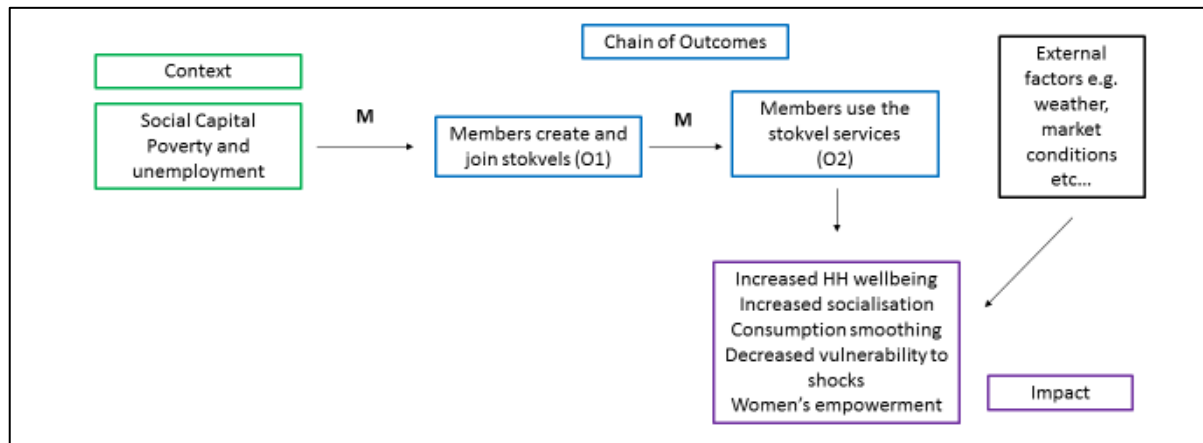 Chain of Outcomes
Context
External
factors e.g.
weather,
market
conditions
etc...
Social Capital
Poverty and
unemployment
M
Members create and
join stokvels (O1)
M
Members use the
stokvel services
(O2)
Increased HH wellbeing
Increased socialisation
Consumption smoothing
Decreased vulnerability to
shocks
Women's empowerment
Impact